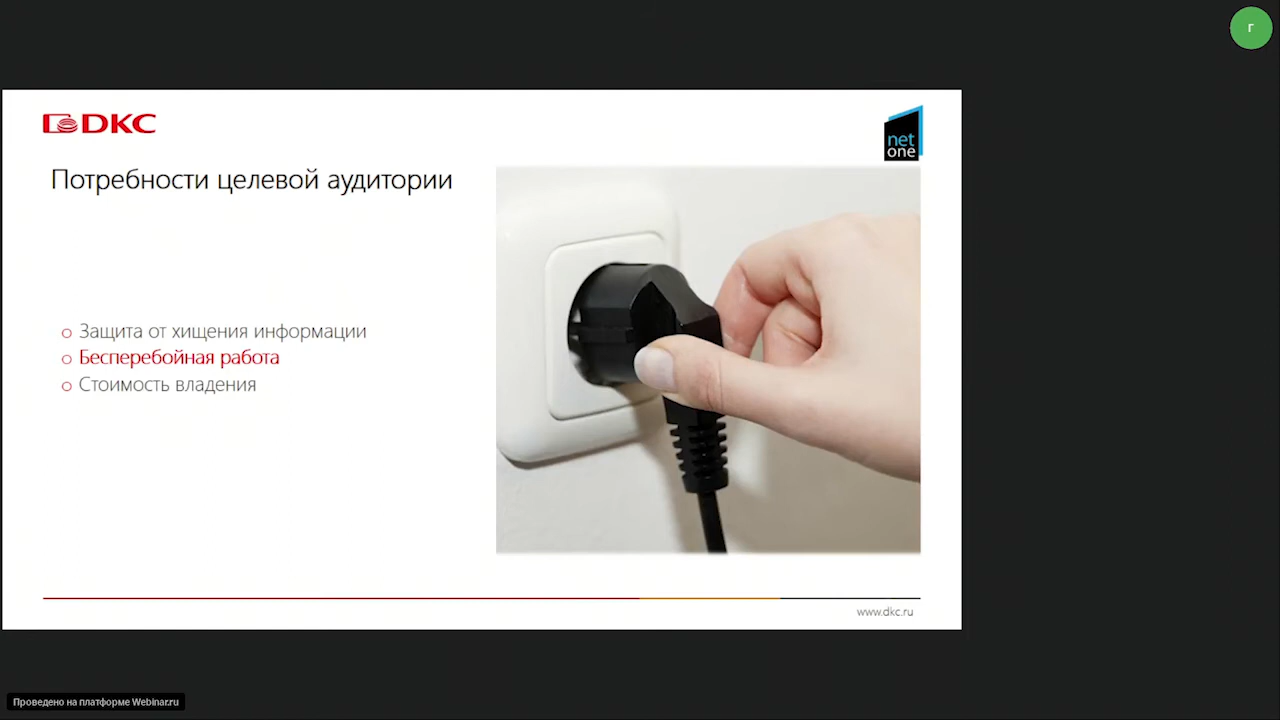 г
DKC
net
one
Потребности целевой аудитории
Защита от хищения информации
Бесперебойная работа
Стоимость владения
www.dkc.ru
Проведено на платформе Webinar.ru